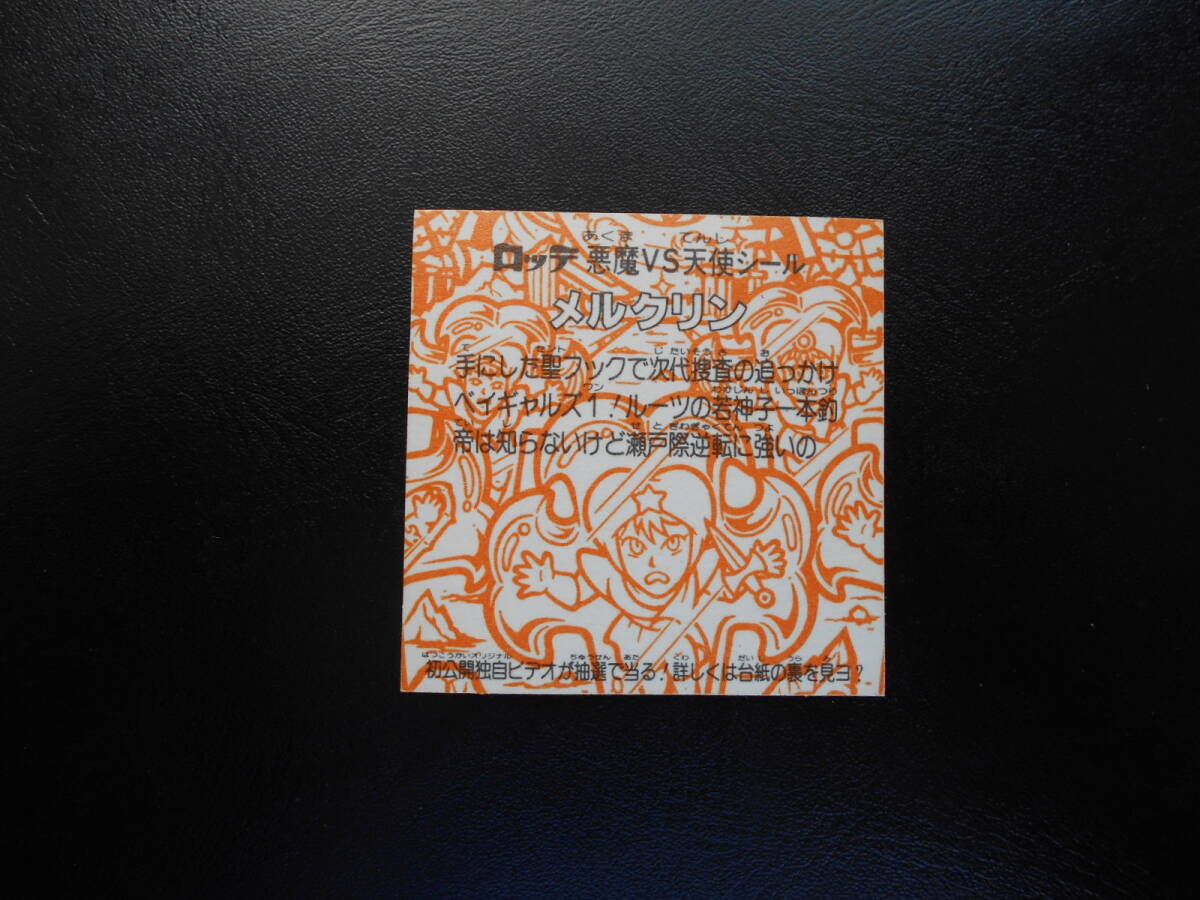 ロッテ 悪魔VS天使シール
あくま てんし
メルクリン
手にした聖フックで次代捜査の追っかけ
ベイギャルズ1!ルーツの若神子一本釣
帝は知らないけど瀬戸際逆転に強いの
初公開独自ビデオが抽選で当る!詳しくは台紙の裏を見ヨ?